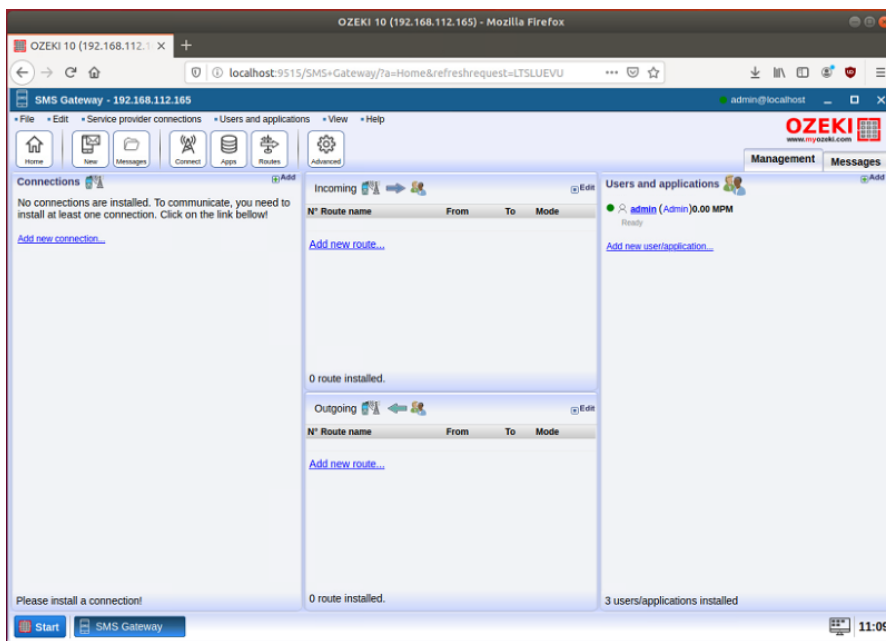 OZEKI 10 (192.168.112.165) - Mozilla Firefox
OZEKI 10 (192.168.112.1
localhost:9515/SMS+Gateway/?a=Home&refreshrequest=LTSLUEVU
SMS Gateway - 192.168.112.165
admin@localhost
File Edit Service provider connections Users and applications View Help
OZEKI
www.myozeki.com
Home New Messages Connect Apps Routes Advanced
Management Messages
Connections Add
No connections are installed. To communicate, you need to
install at least one connection. Click on the link bellow!
Add new connection...
Incoming Edit
N° Route name From To Mode
Add new route...
0 route installed.
Outgoing Edit
N° Route name From To Mode
Add new route...
0 route installed.
Users and applications Add
admin (Admin)0.00 MPM
Ready
Add new user/application...
Please install a connection!
3 users/applications installed
Start SMS Gateway 11:09